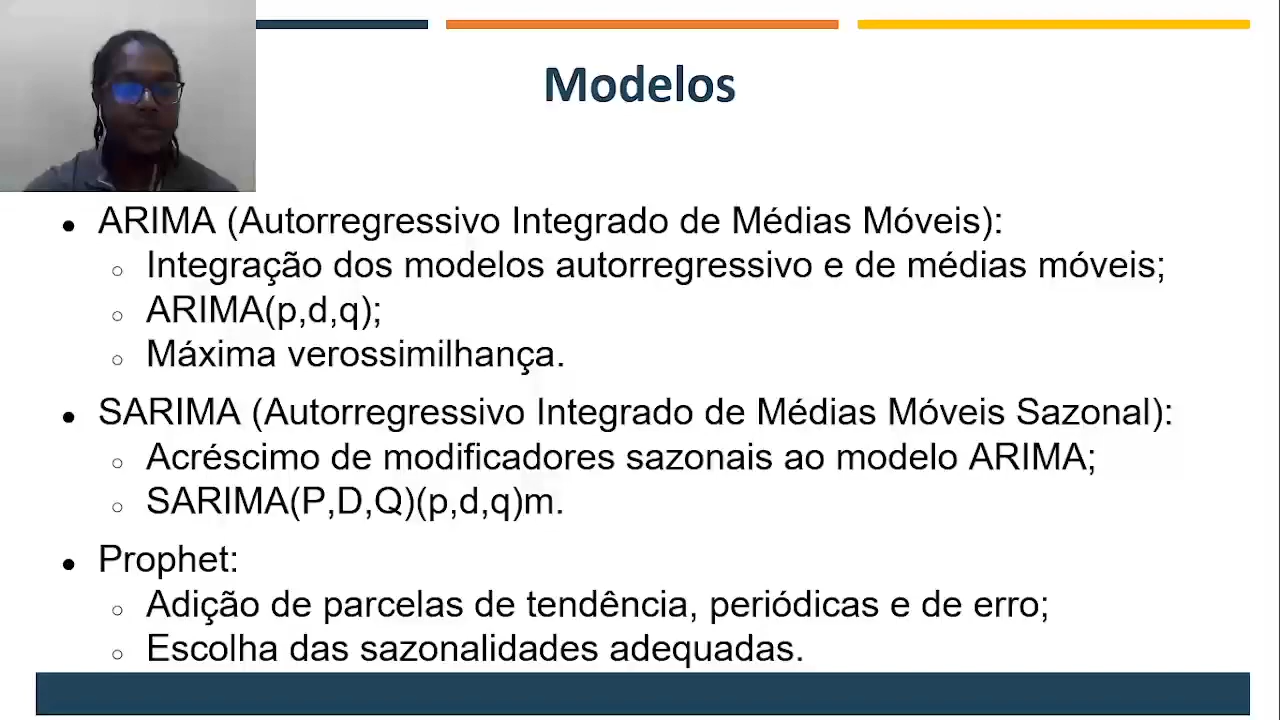 Modelos
● ARIMA (Autorregressivo Integrado de Médias Móveis):
○ Integração dos modelos autorregressivo e de médias móveis;
○ ARIMA(p,d,q);
○ Máxima verossimilhança.
● SARIMA (Autorregressivo Integrado de Médias Móveis Sazonal):
○ Acréscimo de modificadores sazonais ao modelo ARIMA;
○ SARIMA(P,D,Q)(p,d,q)m.
● Prophet:
○ Adição de parcelas de tendência, periódicas e de erro;
○ Escolha das sazonalidades adequadas.